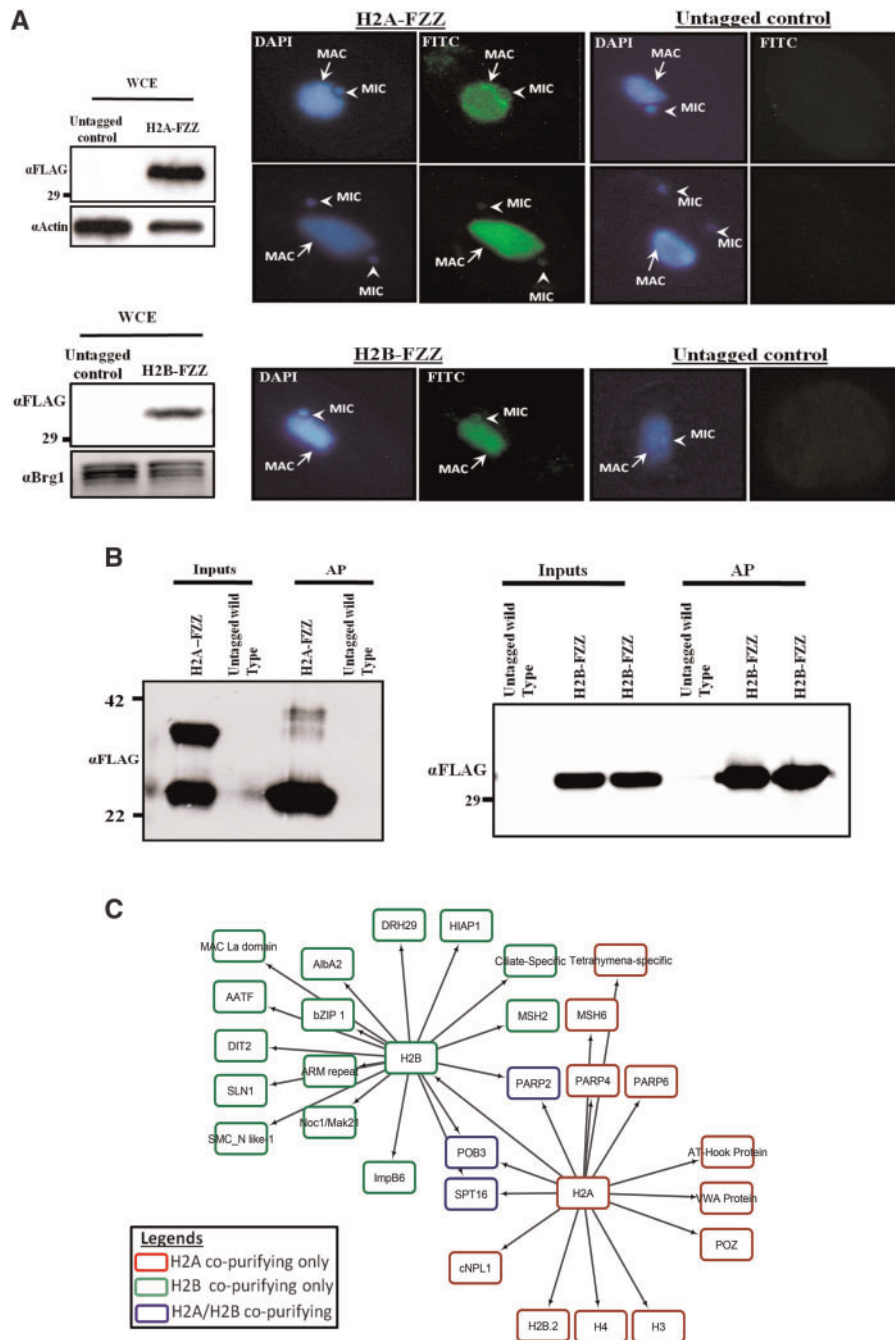 A
H2A-FZZ
Untagged control
WCE
Untagged
control
H2A-FZZ
αFLAG
29
αActin
DAPI
MAC
MIC
FITC
MAC
MIC
DAPI
MAC
MIC
FITC
MIC
MAC
MIC
MIC
MAC
MIC
MIC
MAC
MIC
WCE
Untagged
control
H2B-FZZ
αFLAG
29
αBrg1
H2B-FZZ
Untagged control
DAPI
MIC
MAC
FITC
MIC
MAC
DAPI
MIC
MAC
FITC
B
Inputs
AP
H2A–FZZ
Untagged wild
Type
H2A-FZZ
Untagged wild
Type
42
αFLAG
22
Inputs
AP
Untagged wild
Type
H2B-FZZ
H2B-FZZ
Untagged wild
Type
H2B-FZZ
H2B-FZZ
αFLAG
29
C
DRH29
HIAP1
MAC La domain
AlbA2
Ciliate-Specific
Tetrahymena-specific
AATF
bZIP 1
MSH2
MSH6
DIT2
H2B
ARM repeat
PARP2
PARP4
PARP6
SLN1
SMC_N like-1
Noc1/Mak21
POB3
AT-Hook Protein
ImpB6
SPT16
H2A
VWA Protein
POZ
cNPL1
H2B.2
H4
H3
Legends
H2A co-purifying only
H2B co-purifying only
H2A/H2B co-purifying